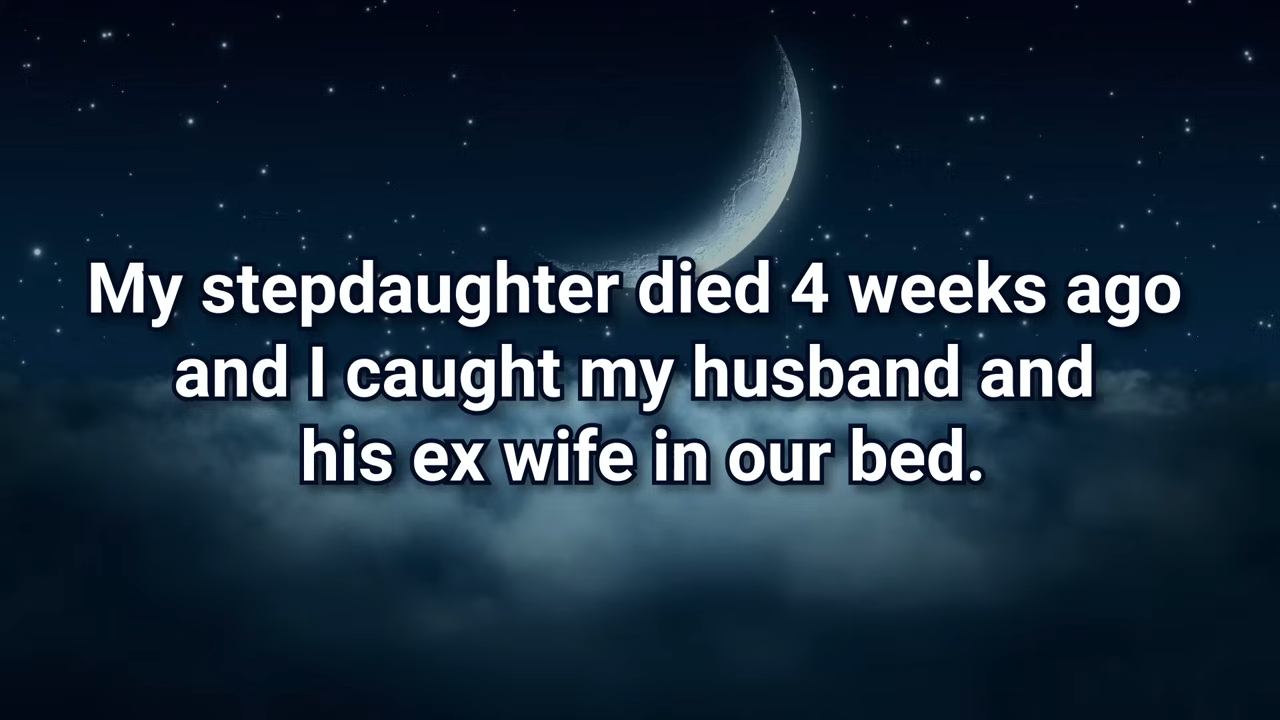 My stepdaughter died 4 weeks ago
and I caught my husband and
his ex wife in our bed.